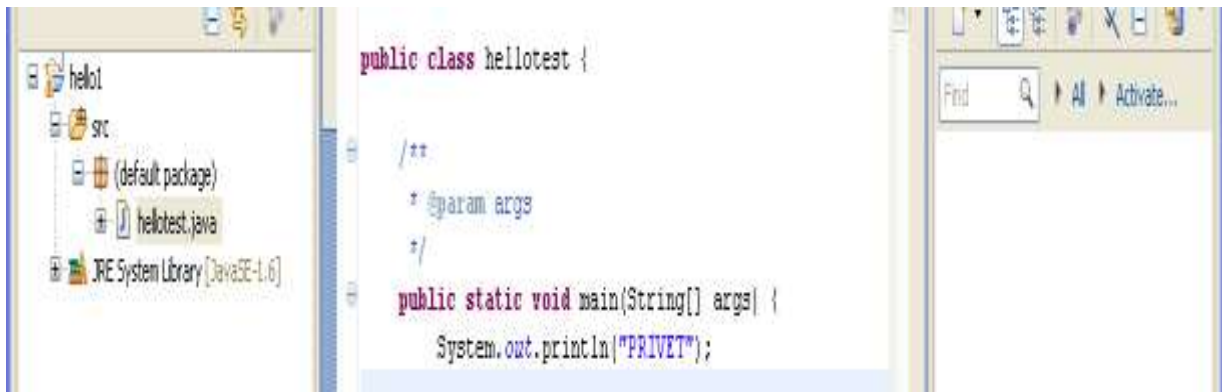 hello1
src
(default package)
hellotest.java
JRE System Library [JavaSE-1.6]
public class hellotest {
/**
* @param args
*/
public static void main(String[] args) {
System.out.println("PRIVET");
Find
All
Activate...